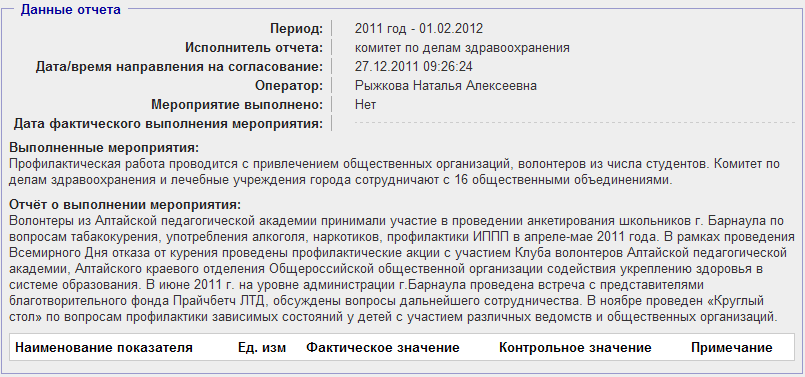 Данные отчета
Период: 2011 год - 01.02.2012
Исполнитель отчета: комитет по делам здравоохранения
Дата/время направления на согласование: 27.12.2011 09:26:24
Оператор: Рыжкова Наталья Алексеевна
Мероприятие выполнено: Нет
Дата фактического выполнения мероприятия:
Выполненные мероприятия:
Профилактическая работа проводится с привлечением общественных организаций, волонтеров из числа студентов. Комитет по
делам здравоохранения и лечебные учреждения города сотрудничают с 16 общественными объединениями.
Отчёт о выполнении мероприятия:
Волонтеры из Алтайской педагогической академии принимали участие в проведении анкетирования школьников г. Барнаула по
вопросам табакокурения, употребления алкоголя, наркотиков, профилактики ИППП в апреле-мае 2011 года. В рамках проведения
Всемирного Дня отказа от курения проведены профилактические акции с участием Клуба волонтеров Алтайской педагогической
академии, Алтайского краевого отделения Общероссийской общественной организации содействия укреплению здоровья в
системе образования. В июне 2011 г. на уровне администрации г.Барнаула проведена встреча с представителями
благотворительного фонда Прайчбетч ЛТД, обсуждены вопросы дальнейшего сотрудничества. В ноябре проведен «Круглый
стол» по вопросам профилактики зависимых состояний у детей с участием различных ведомств и общественных организаций.
Наименование показателя Ед. изм Фактическое значение Контрольное значение Примечание